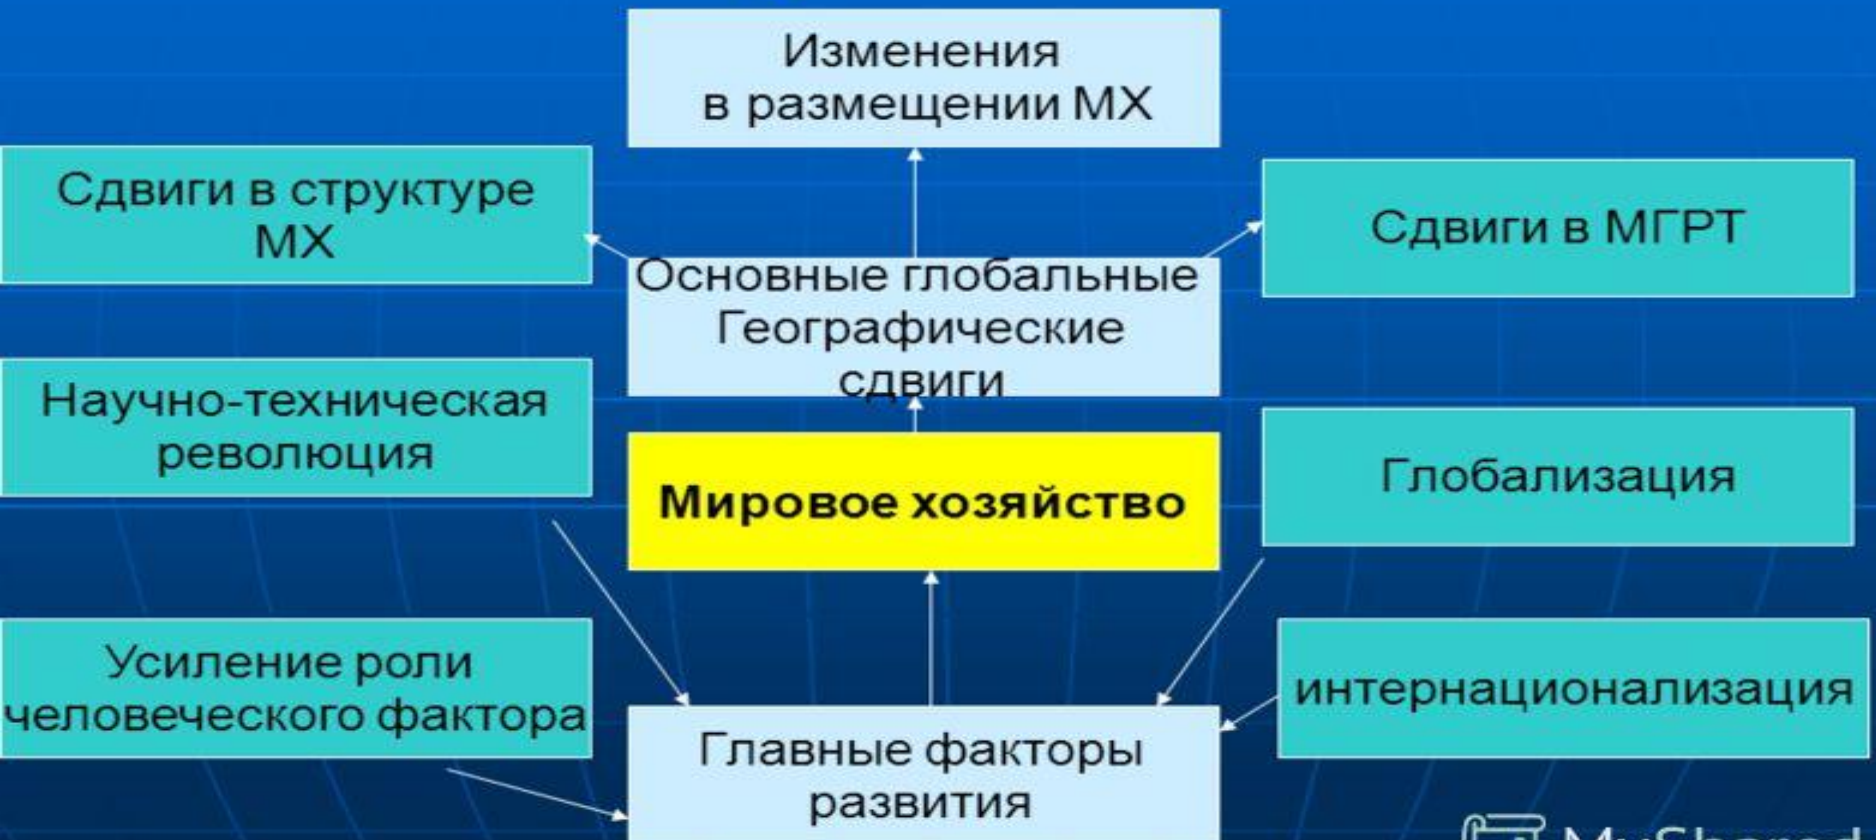 Изменения
в размещении МХ
Сдвиги в структуре
МХ
Сдвиги в МГРТ
Основные глобальные
Географические
сдвиги
Научно-техническая
революция
Глобализация
Мировое хозяйство
Усиление роли
человеческого фактора
интернационализация
Главные факторы
развития